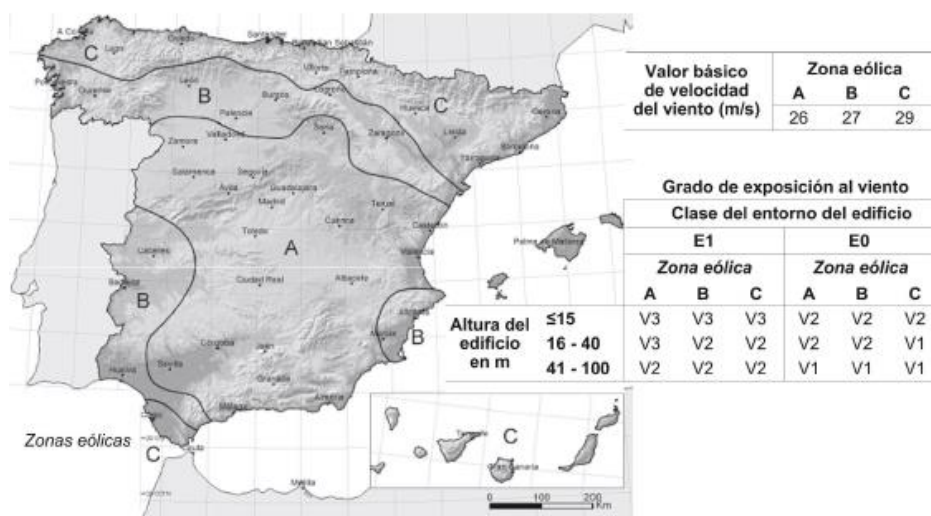 A Coruña
Lugo
Oviedo
Santander
San Sebastián
C
Pontevedra
Ourense
León
Vitoria
Pamplona
Logroño
Burgos
B
Palencia
Huesca
C
Gerona
Zamora
Valladolid
Soria
Zaragoza
Lleida
Barcelona
Tarragona
Salamanca
Segovia
Ávila
Guadalajara
Madrid
Teruel
Cuenca
Castellón
Toledo
A
Cáceres
Valencia
Palma de Mallorca
Badajoz
Ciudad Real
Albacete
B
Alicante
Murcia
B
Córdoba
Jaén
Huelva
Sevilla
Granada
Málaga
Almería
Cádiz
Ceuta
Zonas eólicas
C
Melilla
Tenerife
C
Gran Canaria
0 100 200
Km
Valor básico
de velocidad
del viento (m/s)
Zona eólica
A B C
26 27 29
Grado de exposición al viento
Clase del entorno del edificio
E1 E0
Zona eólica Zona eólica
A B C A B C
Altura del
edificio
en m
≤15 V3 V3 V3 V2 V2 V2
16 - 40 V3 V2 V2 V2 V2 V1
41 - 100 V2 V2 V2 V1 V1 V1